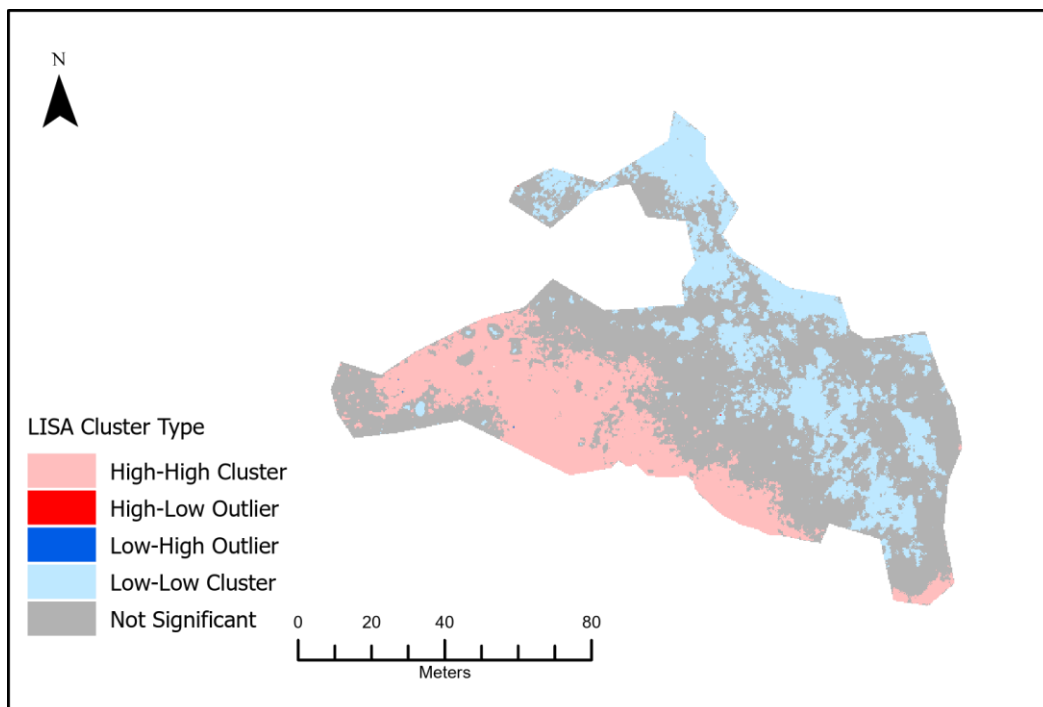 N
LISA Cluster Type
High-High Cluster
High-Low Outlier
Low-High Outlier
Low-Low Cluster
Not Significant
0 20 40 80
Meters